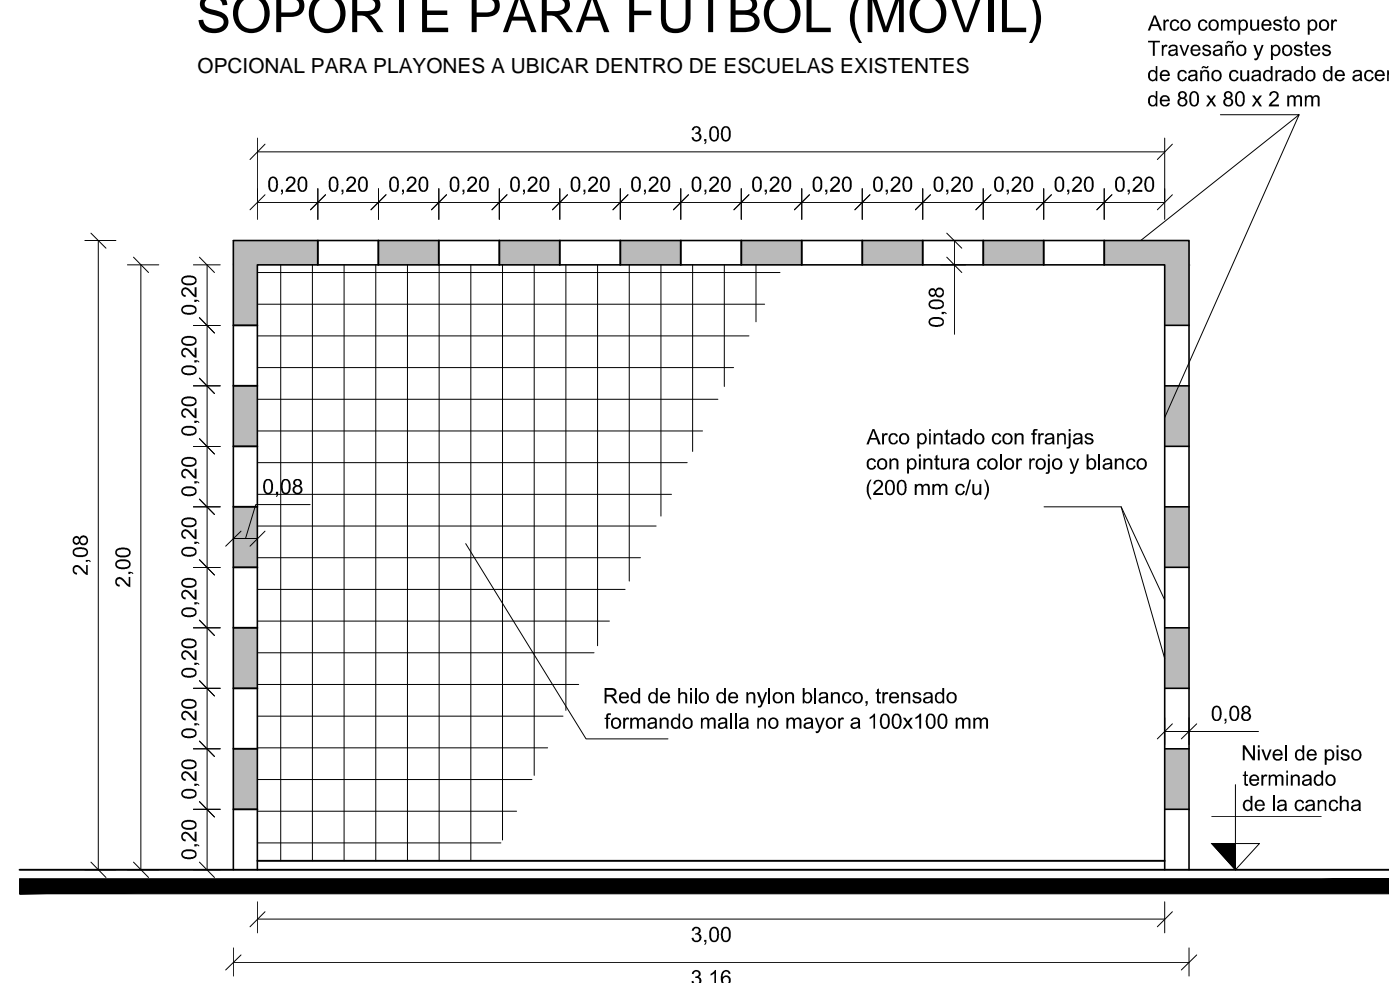 SOPORTE PARA FUTBOL (MOVIL)
OPCIONAL PARA PLAYONES A UBICAR DENTRO DE ESCUELAS EXISTENTES
Arco compuesto por
Travesaño y postes
de caño cuadrado de acer
de 80 x 80 x 2 mm
3,00
0,20 0,20 0,20 0,20 0,20 0,20 0,20 0,20 0,20 0,20 0,20 0,20 0,20 0,20 0,20
0,08
0,20
0,20
0,20
0,20
0,20
0,20
0,20
0,20
0,20
0,20
2,08
2,00
0,08
Arco pintado con franjas
con pintura color rojo y blanco
(200 mm c/u)
Red de hilo de nylon blanco, trensado
formando malla no mayor a 100x100 mm
0,08
Nivel de piso
terminado
de la cancha
3,00
3,16